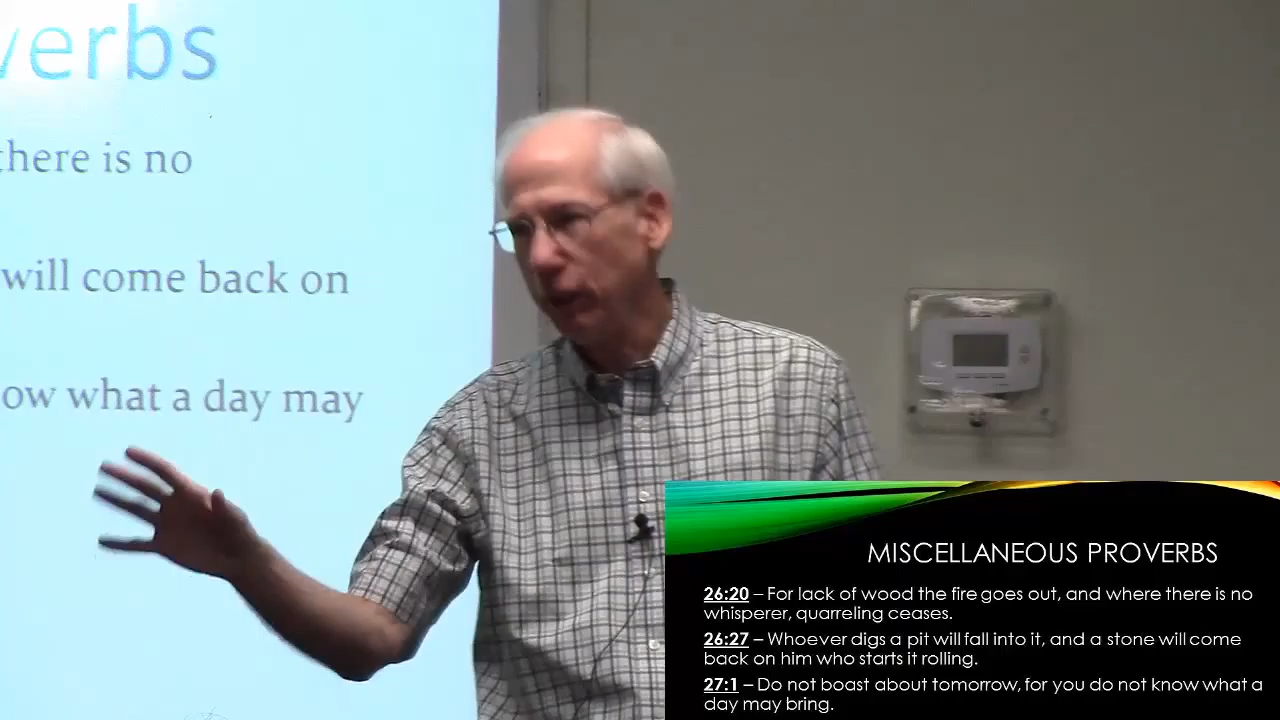 verbs
there is no
will come back on
ow what a day may
MISCELLANEOUS PROVERBS
26:20 – For lack of wood the fire goes out, and where there is no
whisperer, quarreling ceases.
26:27 – Whoever digs a pit will fall into it, and a stone will come
back on him who starts it rolling.
27:1 – Do not boast about tomorrow, for you do not know what a
day may bring.